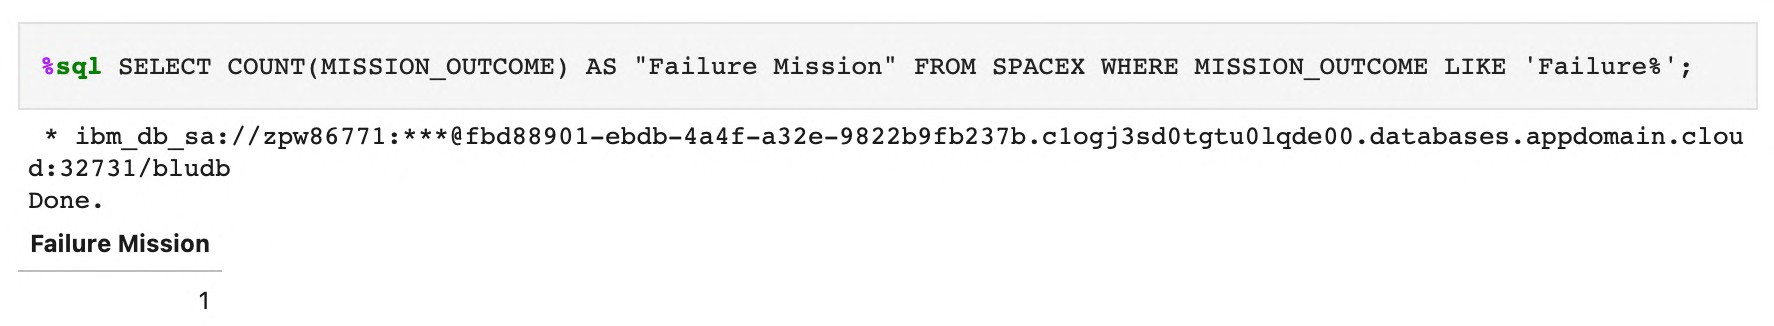 %sql SELECT COUNT(MISSION_OUTCOME) AS "Failure Mission" FROM SPACEX WHERE MISSION_OUTCOME LIKE 'Failure%';
* ibm_db_sa://zpw86771:***@fbd88901-ebdb-4a4f-a32e-9822b9fb237b.c1ogj3sd0tgtu0lqde00.databases.appdomain.clou
d:32731/bludb
Done.
Failure Mission
1